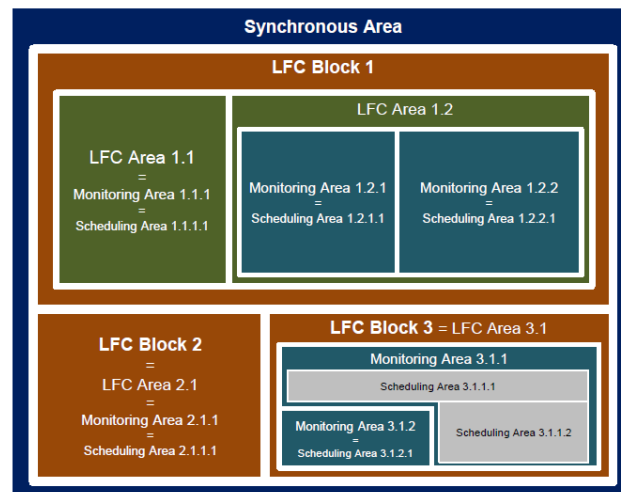 Synchronous Area
LFC Block 1
LFC Area 1.1
=
Monitoring Area 1.1.1
=
Scheduling Area 1.1.1.1
LFC Area 1.2
Monitoring Area 1.2.1
=
Scheduling Area 1.2.1.1
Monitoring Area 1.2.2
=
Scheduling Area 1.2.2.1
LFC Block 2
=
LFC Area 2.1
=
Monitoring Area 2.1.1
=
Scheduling Area 2.1.1.1
LFC Block 3 = LFC Area 3.1
Monitoring Area 3.1.1
Scheduling Area 3.1.1.1
Monitoring Area 3.1.2
=
Scheduling Area 3.1.2.1
Scheduling Area 3.1.1.2